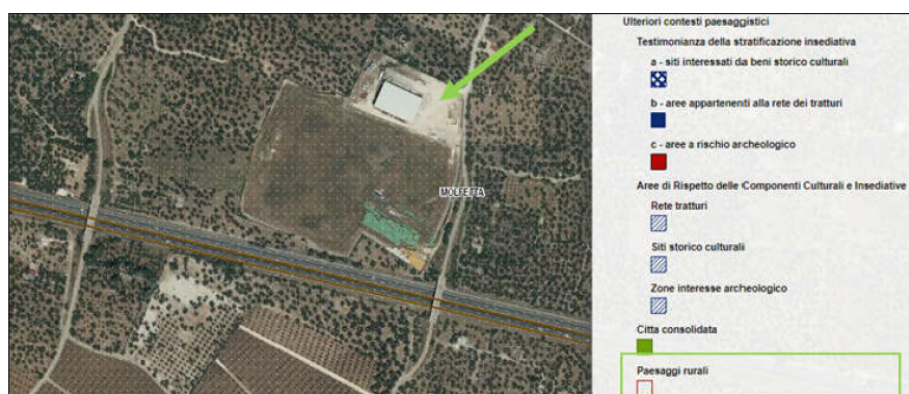 MOLFETTA
Ulteriori contesti paesaggistici
Testimonianza della stratificazione insediativa
a - siti interessati da beni storico culturali
b - aree appartenenti alla rete dei tratturi
c - aree a rischio archeologico
Aree di Rispetto delle Componenti Culturali e Insediative
Rete tratturi
Siti storico culturali
Zone interesse archeologico
Citta consolidata
Paesaggi rurali